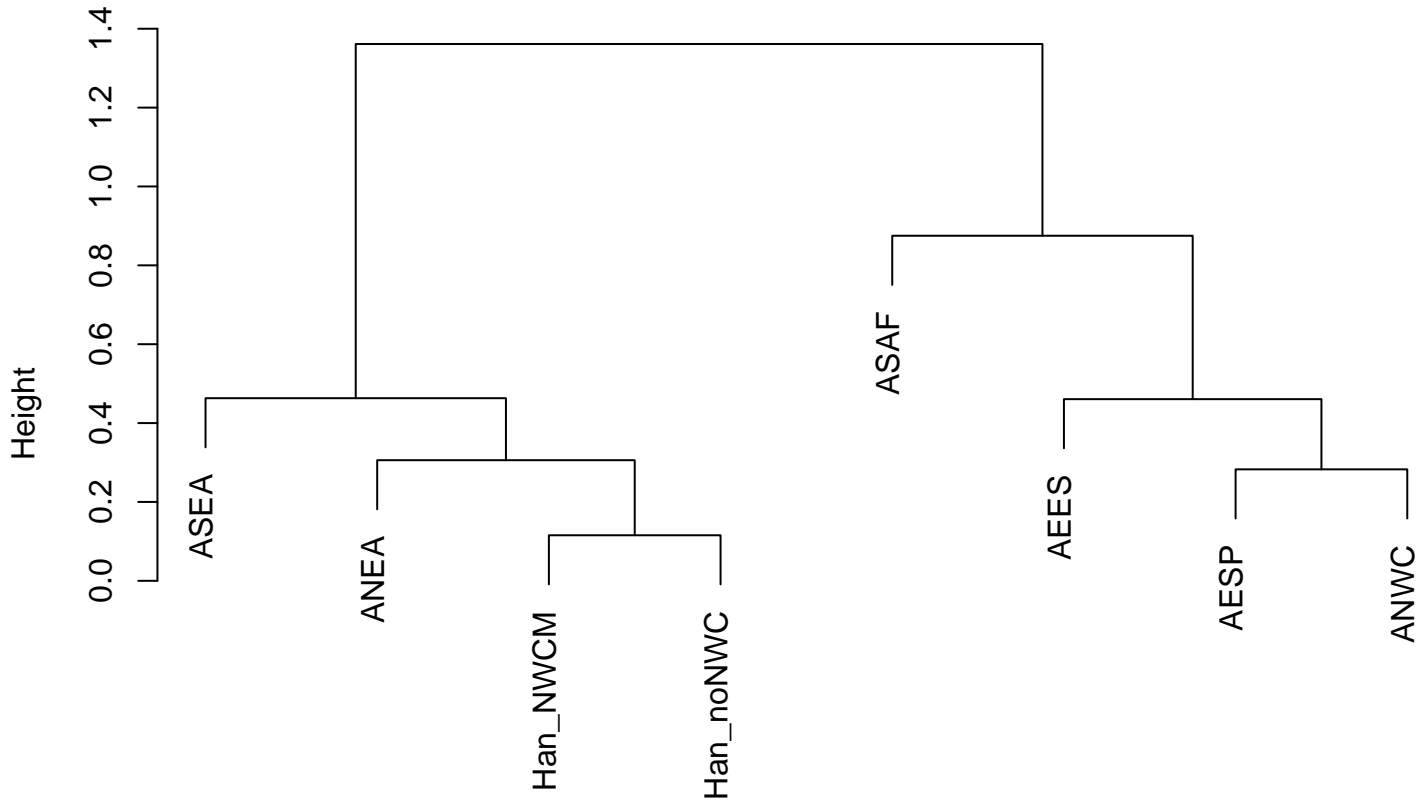 Height
1.4
1.2
1.0
0.8
0.6
0.4
0.2
0.0
ASEA
ANEA
Han_NWCM
Han_noNWC
ASAF
AEES
AESP
ANWC